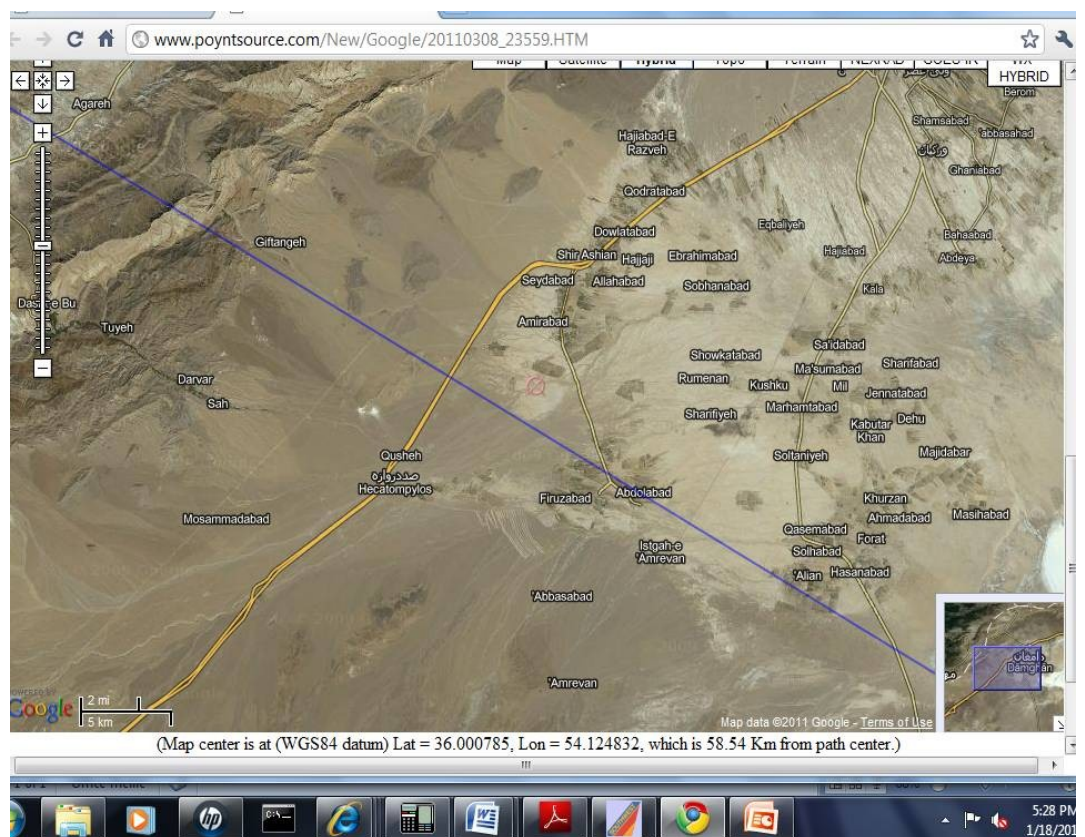 www.poyntsource.com/New/Google/20110308_23559.HTM
HYBRID
Agareh
Berom
Shamsabad
'abbasahad
Hajiabad-E
Razveh
ورکیان
Ghaniabad
Qodratabad
Eqbaliyeh
Dowlatabad
Bahaabad
Giftangeh
Shir Ashian
Hajjaji
Ebrahimabad
Hajiabad
Abdeya
Seydabad
Allahabad
Sobhanabad
Kala
Tuyeh
Amirabad
Sa'idabad
Showkatabad
Sharifabad
Ma'sumabad
Darvar
Rumenan
Kushku
Mil
Jennatabad
Sah
Sharifiyeh
Marhamtabad
Kabutar
Khan
Dehu
Qusheh
Soltaniyeh
Majidabar
صددروازه
Hecatompylos
Firuzabad
Abdolabad
Khurzan
Mosammadabad
Ahmadabad
Masihabad
Qasemabad
Forat
Istgah-e
'Amrevan
Solhabad
'Alian
Hasanabad
'Abbasabad
دامغان
Damghan
'Amrevan
POWERED BY
Google
2 mi
5 km
Map data ©2011 Google - Terms of Use
(Map center is at (WGS84 datum) Lat = 36.000785, Lon = 54.124832, which is 58.54 Km from path center.)
5:28 PM